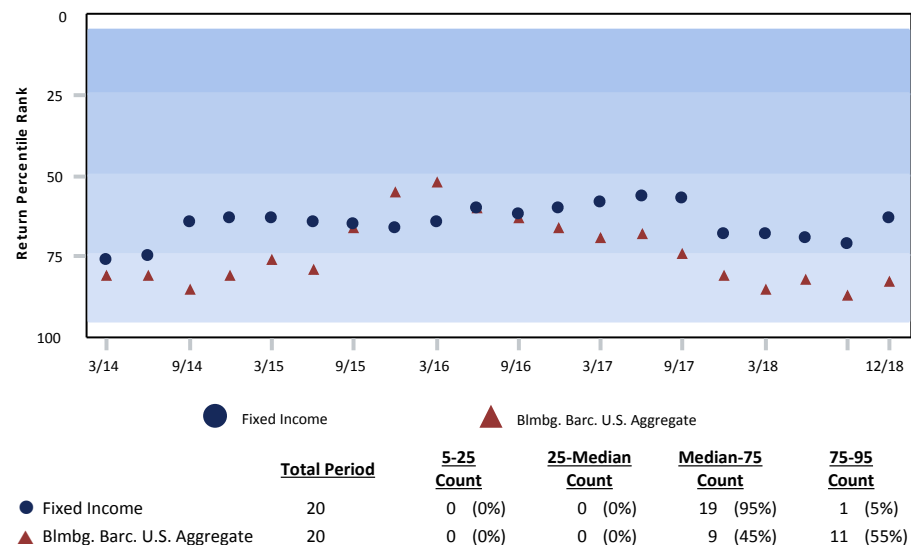 0
25
50
75
100
Return Percentile Rank
3/14 9/14 3/15 9/15 3/16 9/16 3/17 9/17 3/18 12/18
Fixed Income Blmbg. Barc. U.S. Aggregate
Total Period 5-25 Count 25-Median Count Median-75 Count 75-95 Count
Fixed Income 20 0 (0%) 0 (0%) 19 (95%) 1 (5%)
Blmbg. Barc. U.S. Aggregate 20 0 (0%) 0 (0%) 9 (45%) 11 (55%)